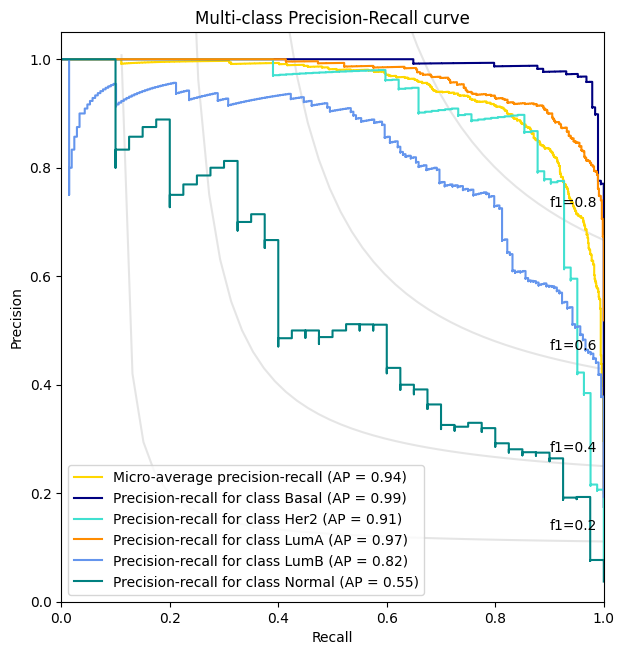 Multi-class Precision-Recall curve
1.0
0.8
0.6
0.4
0.2
0.0
Precision
f1=0.8
f1=0.6
f1=0.4
f1=0.2
Micro-average precision-recall (AP = 0.94)
Precision-recall for class Basal (AP = 0.99)
Precision-recall for class Her2 (AP = 0.91)
Precision-recall for class LumA (AP = 0.97)
Precision-recall for class LumB (AP = 0.82)
Precision-recall for class Normal (AP = 0.55)
0.0 0.2 0.4 0.6 0.8 1.0
Recall